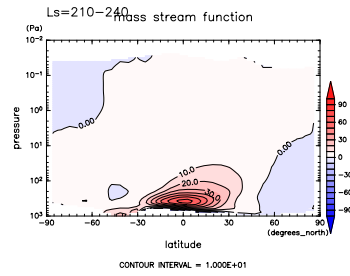 Ls=210-240
mass stream function
(Pa)
10⁻²
10⁻¹
10⁰
10¹
10²
10³
pressure
0.00
0.00
10.0
20.0
30.0
−90 −60 −30 0 30 60 90
(degrees_north)
latitude
90
60
30
0
−30
−60
−90
CONTOUR INTERVAL = 1.000E+01